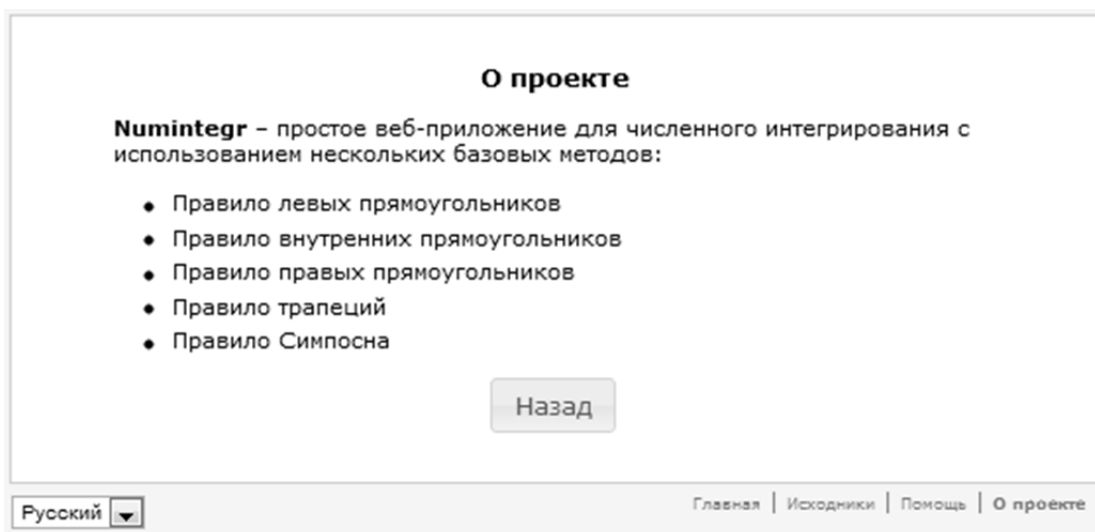 О проекте
Numintegr – простое веб-приложение для численного интегрирования с
использованием нескольких базовых методов:
• Правило левых прямоугольников
• Правило внутренних прямоугольников
• Правило правых прямоугольников
• Правило трапеций
• Правило Симпосна
Назад
Русский
Главная | Исходники | Помощь | О проекте